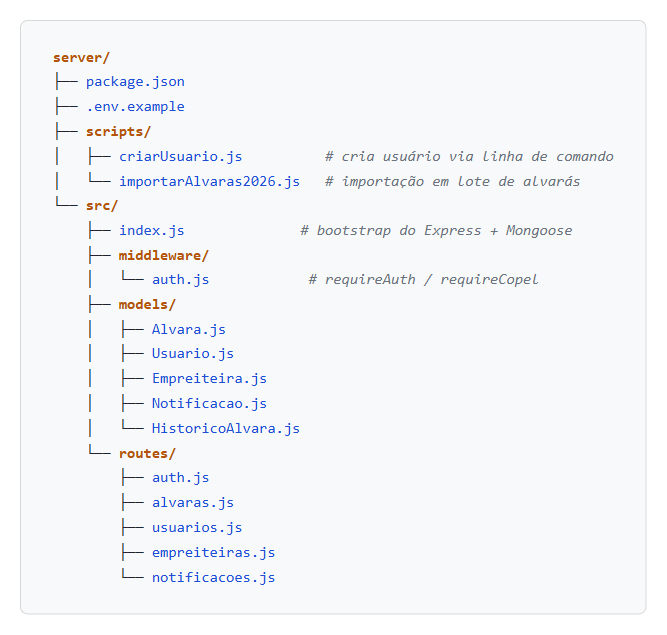 server/
├── package.json
├── .env.example
├── scripts/
│   ├── criarUsuario.js          # cria usuário via linha de comando
│   └── importarAlvaras2026.js   # importação em lote de alvarás
└── src/
    ├── index.js              # bootstrap do Express + Mongoose
    ├── middleware/
    │   └── auth.js            # requireAuth / requireCopel
    ├── models/
    │   ├── Alvara.js
    │   ├── Usuario.js
    │   ├── Empreiteira.js
    │   ├── Notificacao.js
    │   └── HistoricoAlvara.js
    └── routes/
        ├── auth.js
        ├── alvaras.js
        ├── usuarios.js
        ├── empreiteiras.js
        └── notificacoes.js